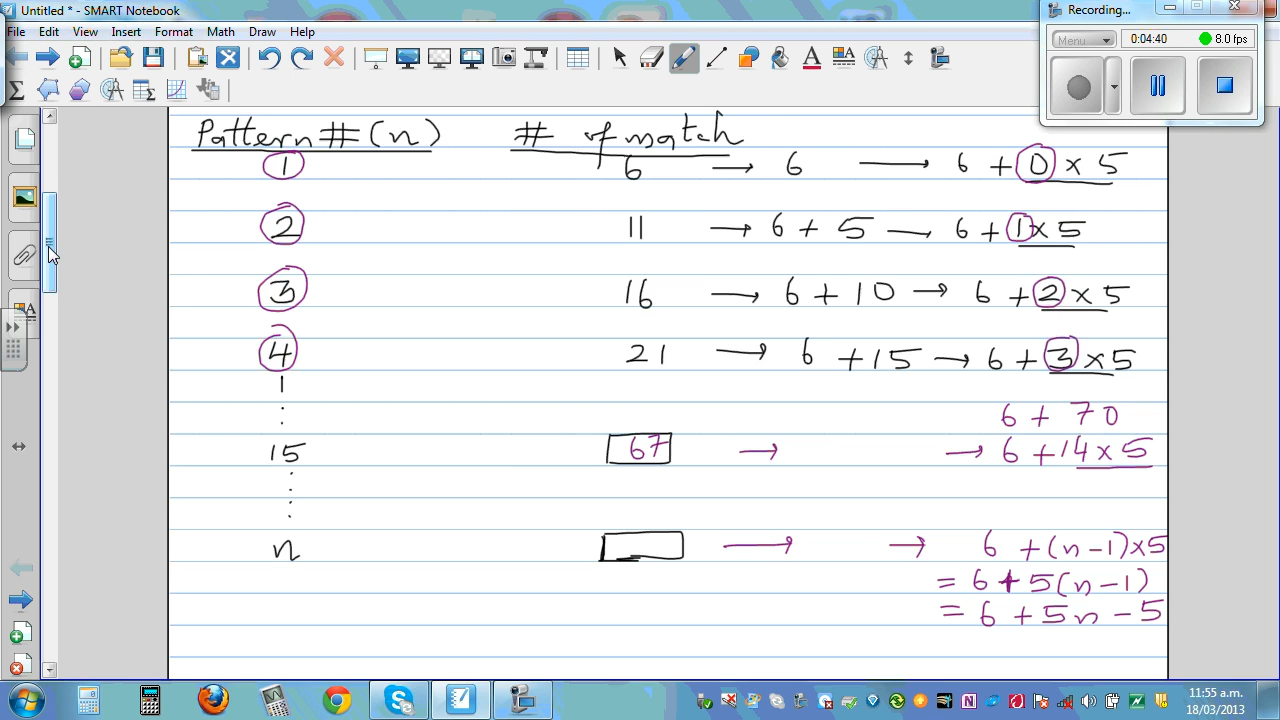 Untitled * - SMART Notebook
Recording...
File Edit View Insert Format Math Draw Help
Menu 0:04:40 8.0 fps
Pattern # (n) # of match
1 6 → 6 → 6 + 0 × 5
2 11 → 6 + 5 → 6 + 1 × 5
3 16 → 6 + 10 → 6 + 2 × 5
4 21 → 6 + 15 → 6 + 3 × 5
6 + 70
15 67 → → 6 + 14 × 5
n → → 6 + (n - 1) × 5
= 6 + 5(n - 1)
= 6 + 5n - 5
11:55 a.m.
18/03/2013